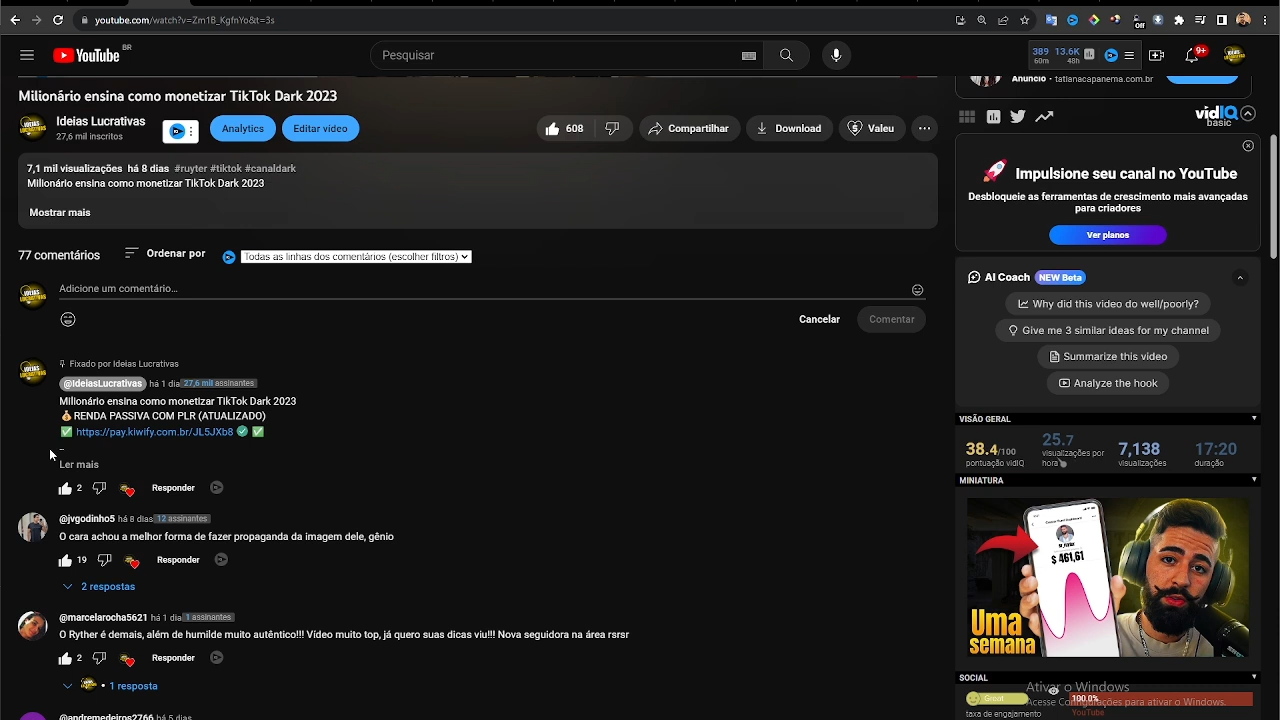 youtube.com/watch?v=Zm1B_KgfnYo&t=3s
Off
YouTube BR
Pesquisar
389 13.6K
60m 48h
9+
Anúncio • tatianacapanema.com.br
Milionário ensina como monetizar TikTok Dark 2023
Ideias Lucrativas
27,6 mil inscritos
Analytics
Editar vídeo
608
Compartilhar
Download
Valeu
7,1 mil visualizações há 8 dias #ruyter #tiktok #canaldark
Milionário ensina como monetizar TikTok Dark 2023
Mostrar mais
77 comentários
Ordenar por
Todas as linhas dos comentários (escolher filtros)
Adicione um comentário...
Cancelar
Comentar
Fixado por Ideias Lucrativas
@IdeiasLucrativas há 1 dia 27,6 mil assinantes
Milionário ensina como monetizar TikTok Dark 2023
💰RENDA PASSIVA COM PLR (ATUALIZADO)
✅ https://pay.kiwify.com.br/JL5JXb8 ✅
_
Ler mais
2
Responder
@jvgodinho5 há 8 dias 12 assinantes
O cara achou a melhor forma de fazer propaganda da imagem dele, gênio
19
Responder
2 respostas
@marcelarocha5621 há 1 dia 1 assinantes
O Ryther é demais, além de humilde muito autêntico!!! Vídeo muito top, já quero suas dicas viu!!! Nova seguidora na área rsrsr
2
Responder
• 1 resposta
@andremedeiros2766 há 5 dias
vidIQ
basic
Impulsione seu canal no YouTube
Desbloqueie as ferramentas de crescimento mais avançadas
para criadores
Ver planos
AI Coach NEW Beta
Why did this video do well/poorly?
Give me 3 similar ideas for my channel
Summarize this video
Analyze the hook
VISÃO GERAL
38.4/100
pontuação vidIQ
25.7
visualizações por
hora
7,138
visualizações
17:20
duração
MINIATURA
$ 461,61
Uma
semana
SOCIAL
Great
taxa de engajamento
100.0%
YouTube
Ativar o Windows
Acesse Configurações para ativar o Windows.